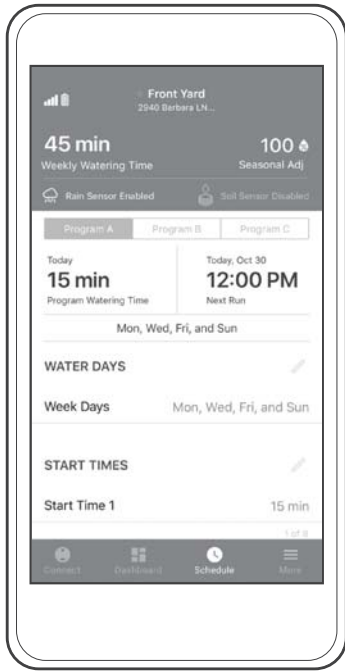 Front Yard
2940 Barbara LN...
45 min
100
Weekly Watering Time
Seasonal Adj
Rain Sensor Enabled
Soil Sensor Disabled
Program A
Program B
Program C
Today
15 min
Program Watering Time
Today, Oct 30
12:00 PM
Next Run
Mon, Wed, Fri, and Sun
WATER DAYS
Week Days
Mon, Wed, Fri, and Sun
START TIMES
Start Time 1
15 min
1 of 8
Connect
Dashboard
Schedule
More